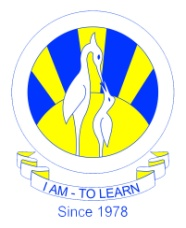 I AM - TO LEARN
Since 1978